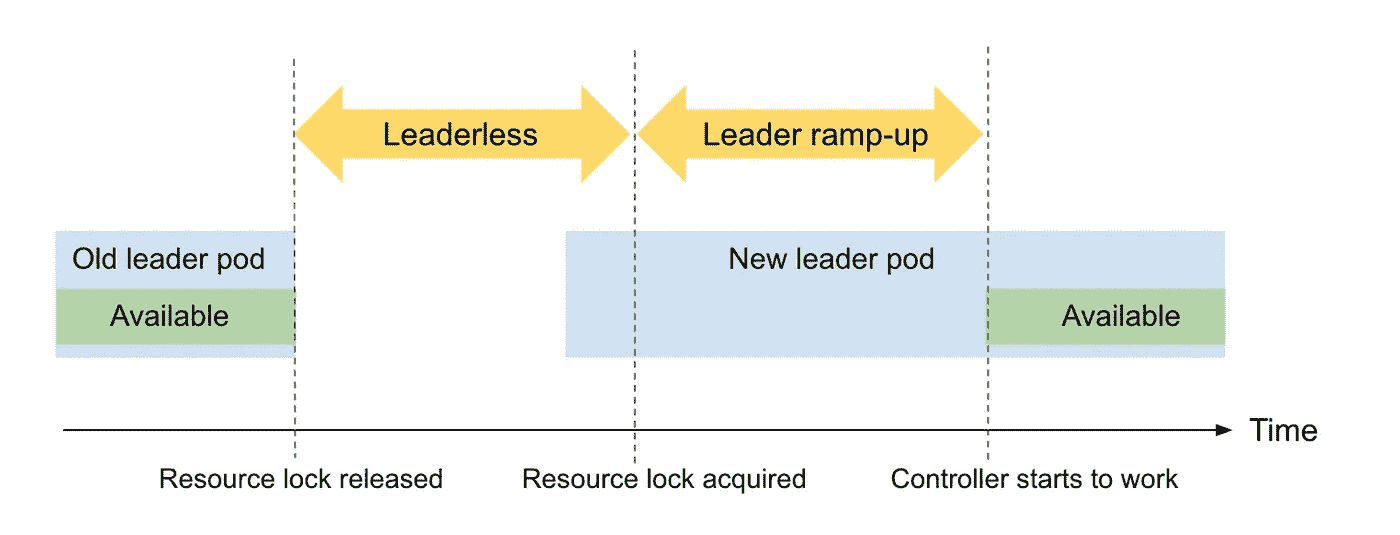 Leaderless
Leader ramp-up
Old leader pod
New leader pod
Available
Available
Time
Resource lock released
Resource lock acquired
Controller starts to work